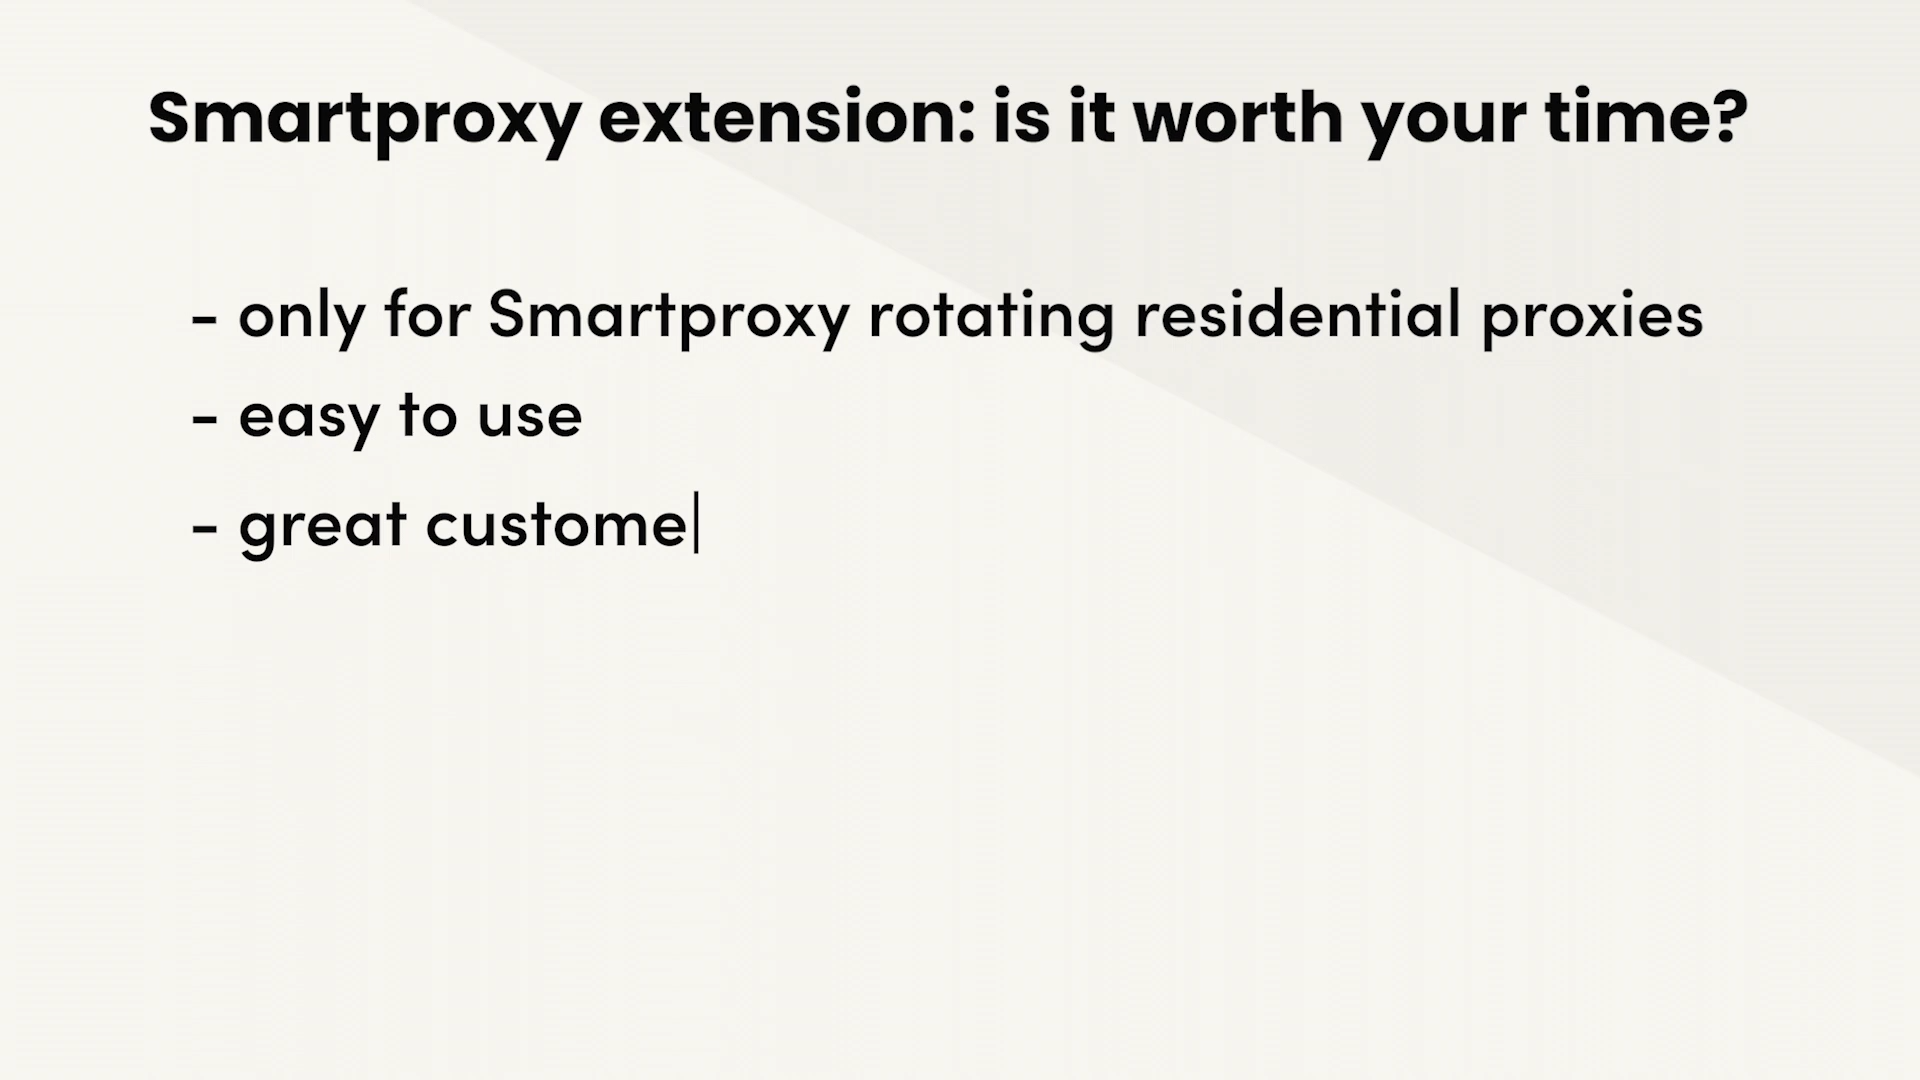 Smartproxy extension: is it worth your time?
- only for Smartproxy rotating residential proxies
- easy to use
- great custome